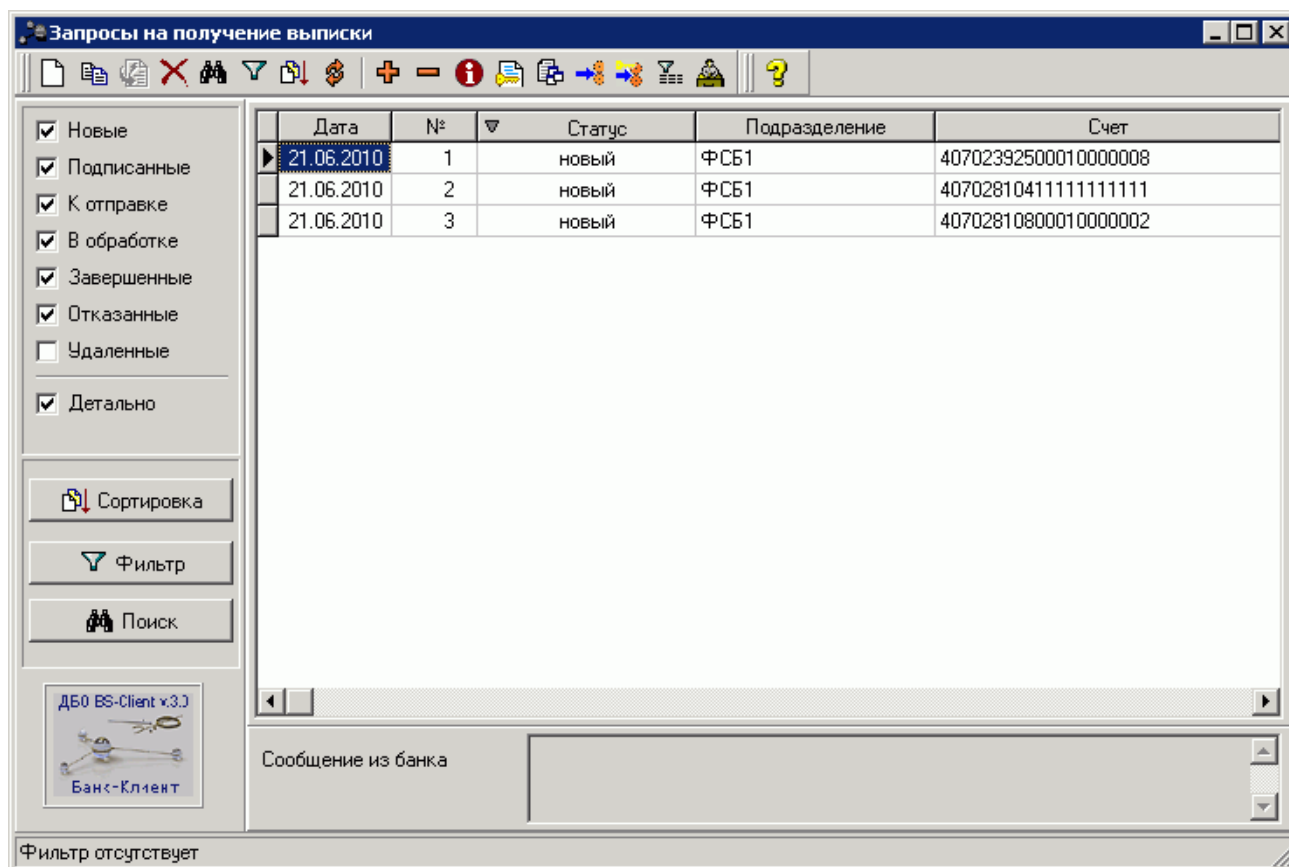 Запросы на получение выписки
Новые
Подписанные
К отправке
В обработке
Завершенные
Отказанные
Удаленные
Детально
Сортировка
Фильтр
Поиск
ДБО BS-Client v.3.0
Банк-Клиент
Дата № Статус Подразделение Счет
21.06.2010 1 новый ФСБ1 40702392500010000008
21.06.2010 2 новый ФСБ1 40702810411111111111
21.06.2010 3 новый ФСБ1 40702810800010000002
Сообщение из банка
Фильтр отсутствует